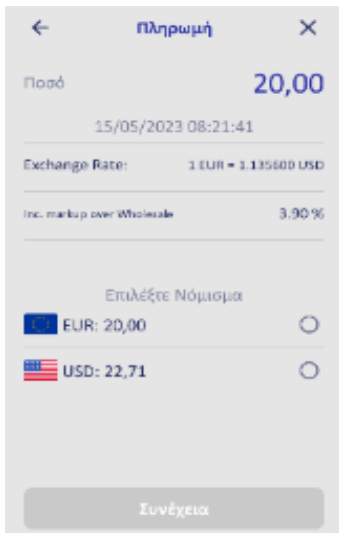 Πληρωμή
Ποσό 20,00
15/05/2023 08:21:41
Exchange Rate: 1 EUR = 1.135600 USD
Inc. markup over Wholesale 3.90 %
Επιλέξτε Νόμισμα
EUR: 20,00
USD: 22,71
Συνέχεια